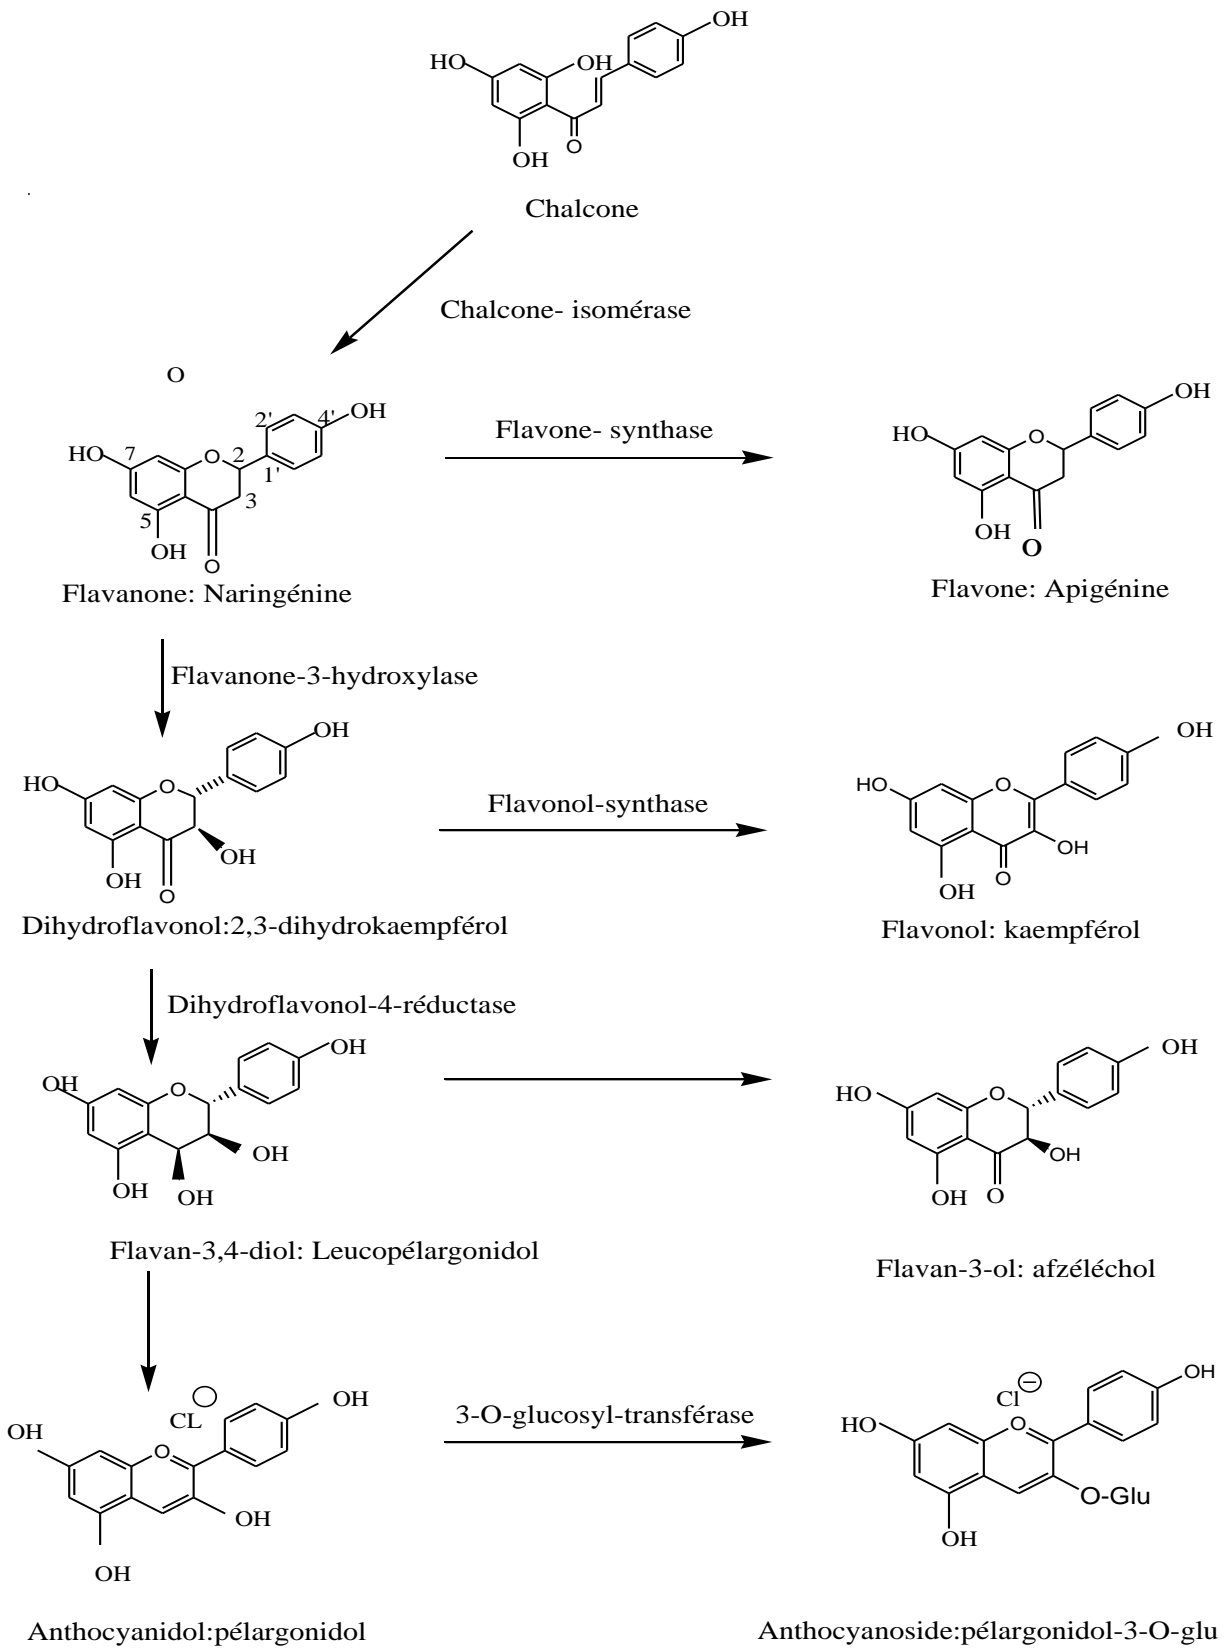 OH
HO
OH
O
OH
Chalcone
Chalcone- isomérase
O
OH
4'
2'
HO
7
O
2
1'
3
5
OH
O
Flavanone: Naringénine
Flavone- synthase
OH
HO
O
OH
O
Flavone: Apigénine
Flavanone-3-hydroxylase
OH
HO
O
OH
OH
O
Dihydroflavonol:2,3-dihydrokaempférol
Flavonol-synthase
OH
HO
O
OH
O
OH
Flavonol: kaempférol
Dihydroflavonol-4-réductase
OH
OH
O
OH
OH
OH
Flavan-3,4-diol: Leucopélargonidol
OH
HO
O
OH
OH
O
Flavan-3-ol: afzéléchol
CL
OH
OH
O
OH
OH
Anthocyanidol:pélargonidol
3-O-glucosyl-transférase
Cl
OH
HO
O
O-Glu
OH
Anthocyanoside:pélargonidol-3-O-glu